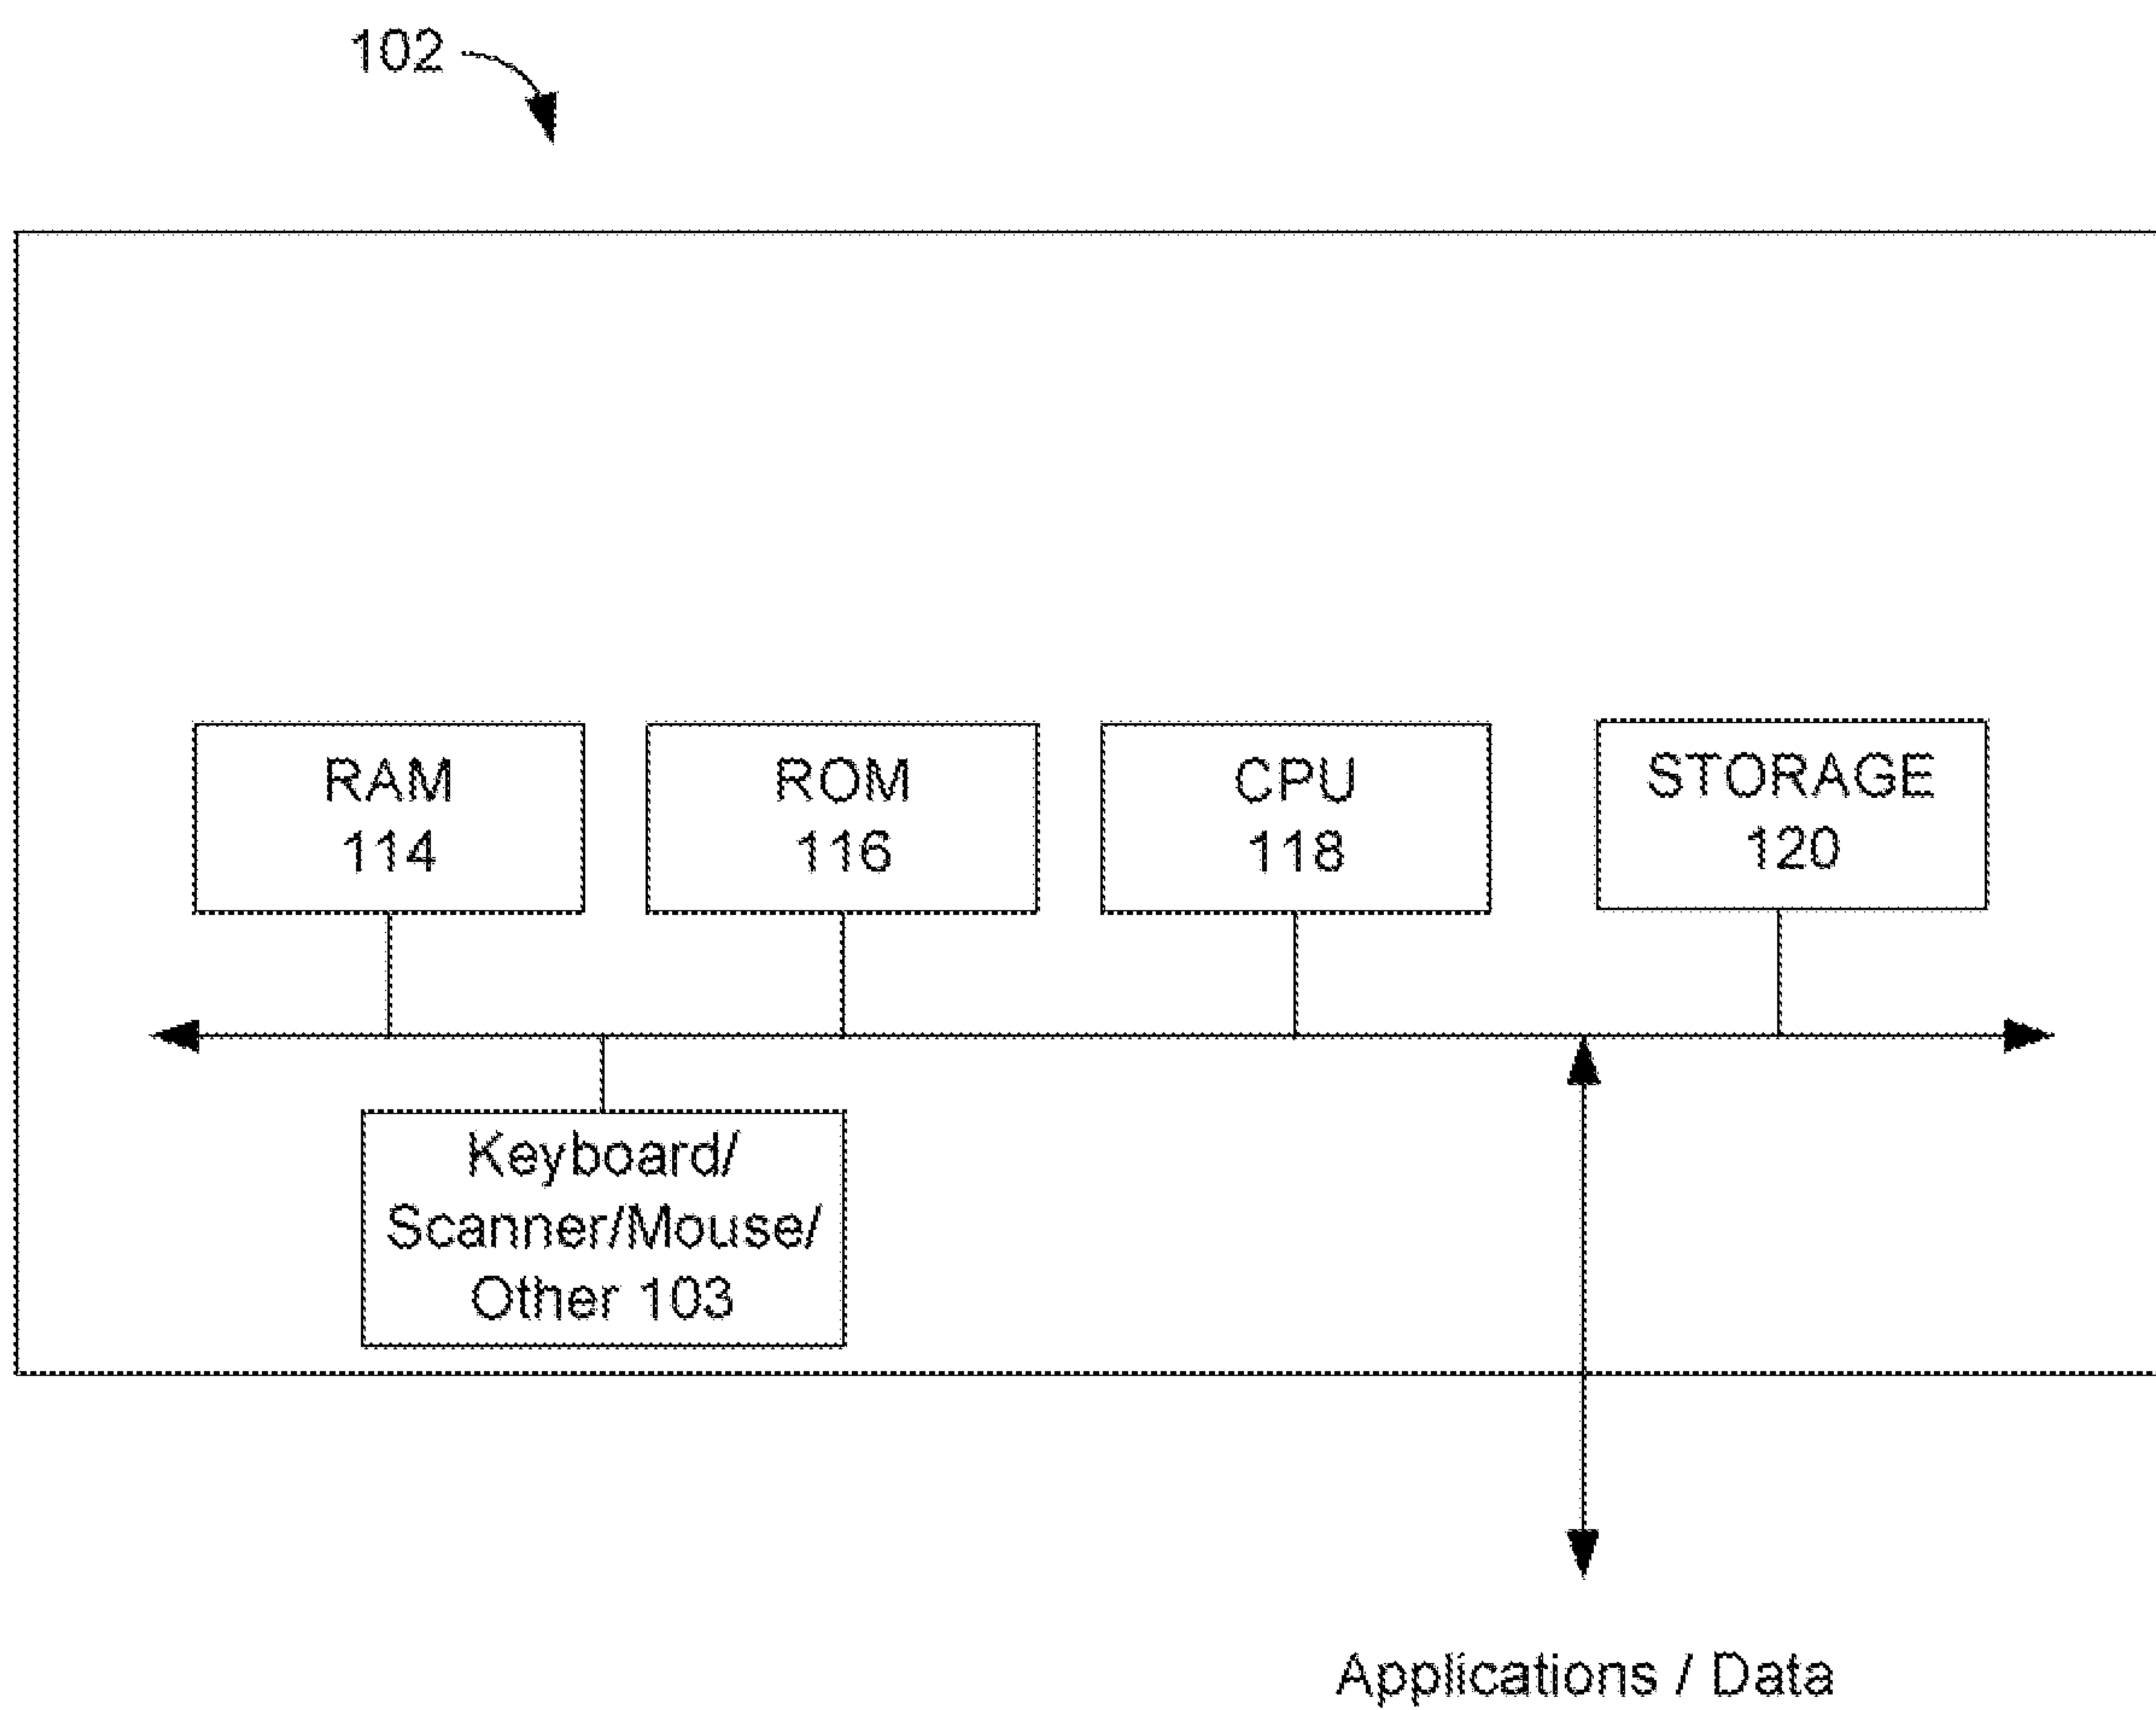 102
RAM
114
ROM
116
CPU
118
STORAGE
120
Keyboard/
Scanner/Mouse/
Other 103
Applications / Data